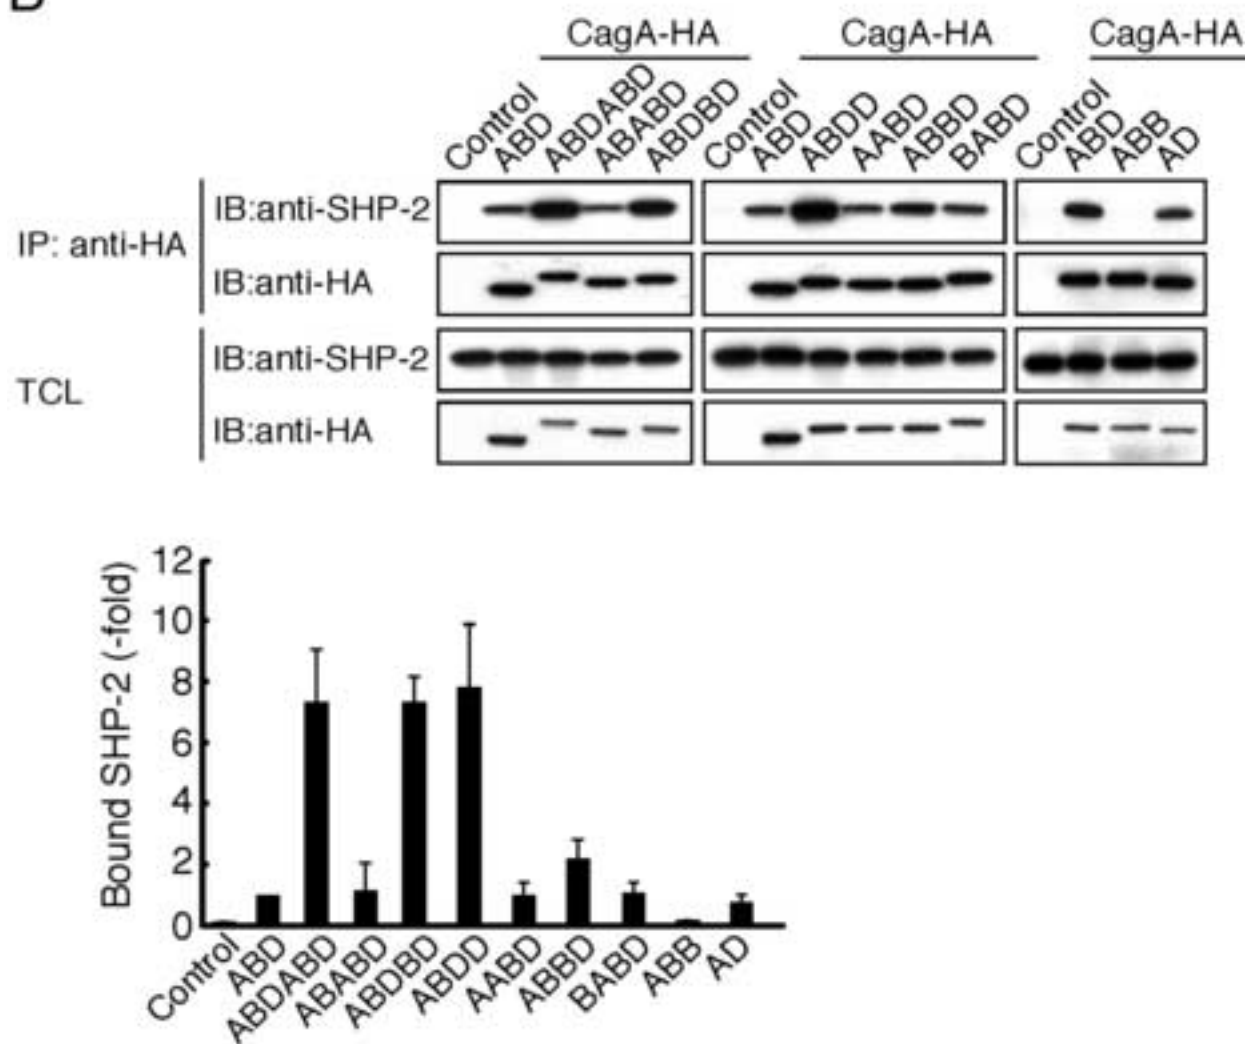 CagA-HA CagA-HA CagA-HA
Control ABD ABDABD ABABD ABDBD Control ABD ABDD AABD ABBD BABD Control ABD ABB AD
IP: anti-HA
IB:anti-SHP-2
IB:anti-HA
TCL
IB:anti-SHP-2
IB:anti-HA
Bound SHP-2 (-fold)
12
10
8
6
4
2
0
Control ABD ABDABD ABABD ABDBD ABDD AABD ABBD BABD ABB AD